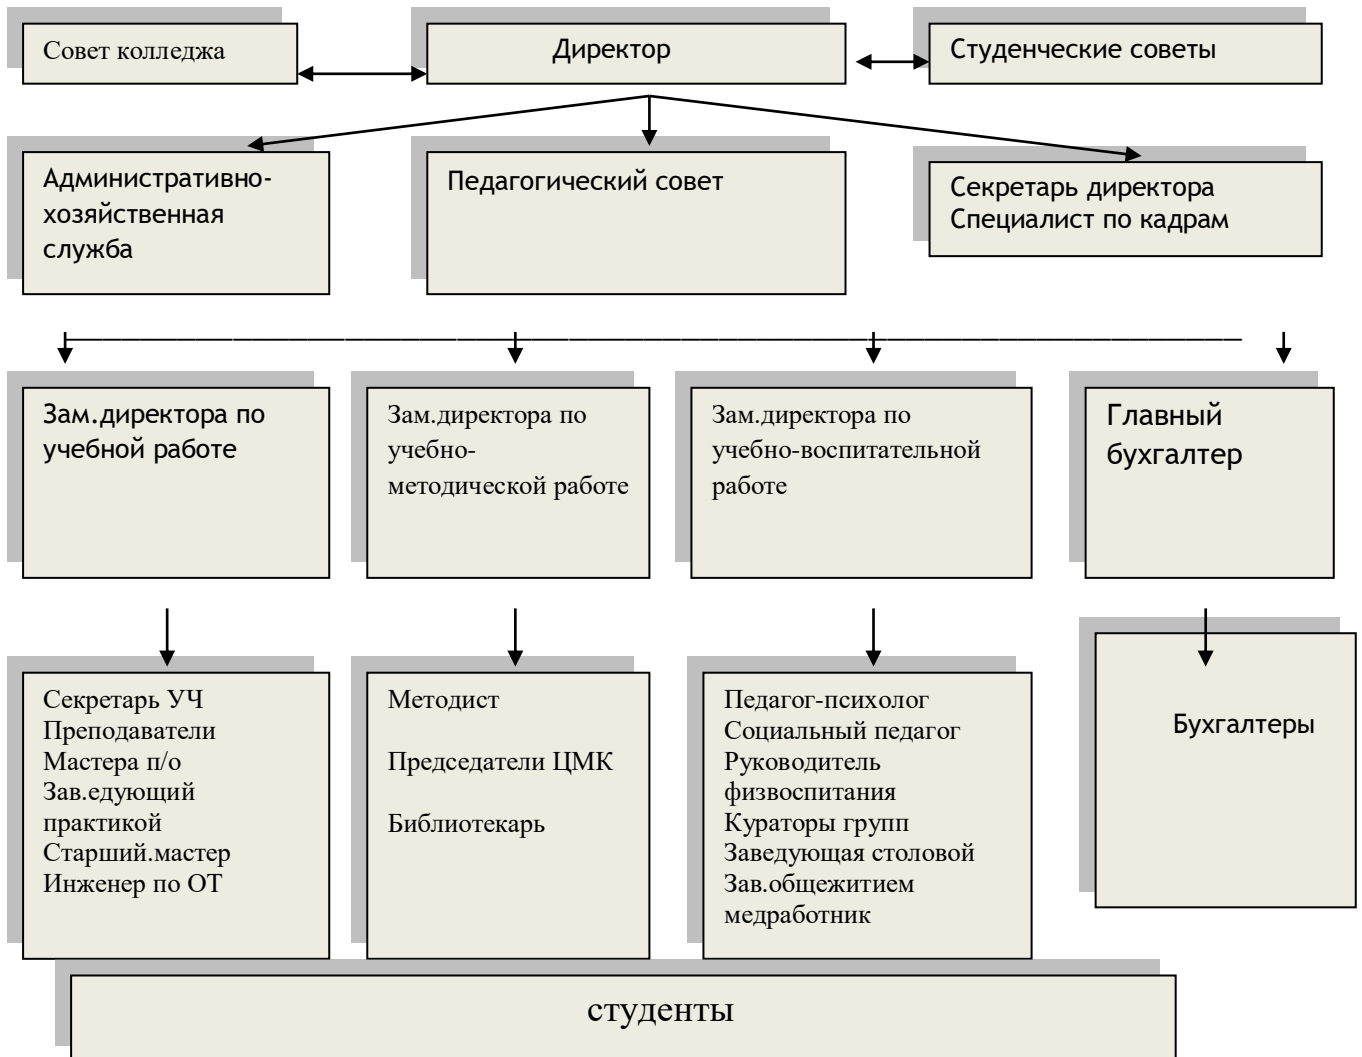 Совет колледжа
Директор
Студенческие советы
Административно-
хозяйственная
служба
Педагогический совет
Секретарь директора
Специалист по кадрам
Зам.директора по
учебной работе
Зам.директора по
учебно-
методической работе
Зам.директора по
учебно-воспитательной
работе
Главный
бухгалтер
Секретарь УЧ
Преподаватели
Мастера п/о
Зав.едующий
практикой
Старший.мастер
Инженер по ОТ
Методист
Председатели ЦМК
Библиотекарь
Педагог-психолог
Социальный педагог
Руководитель
физвоспитания
Кураторы групп
Заведующая столовой
Зав.общежитием
медработник
Бухгалтеры
студенты